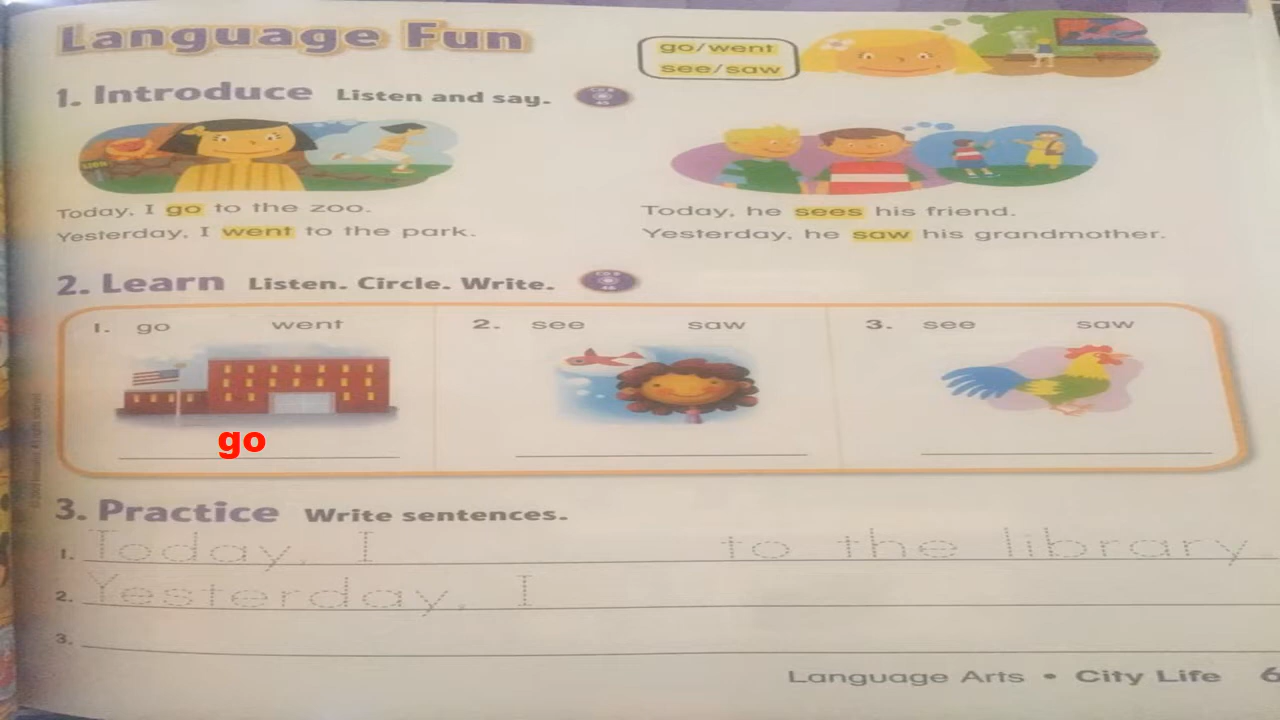 Language Fun
go/went
see/saw
1. Introduce Listen and say.
Today, I go to the zoo.
Yesterday, I went to the park.
Today, he sees his friend.
Yesterday, he saw his grandmother.
2. Learn Listen. Circle. Write.
1. go went
2. see saw
3. see saw
go
3. Practice Write sentences.
1. Today, I to the library.
2. Yesterday, I
3.
Language Arts • City Life 6